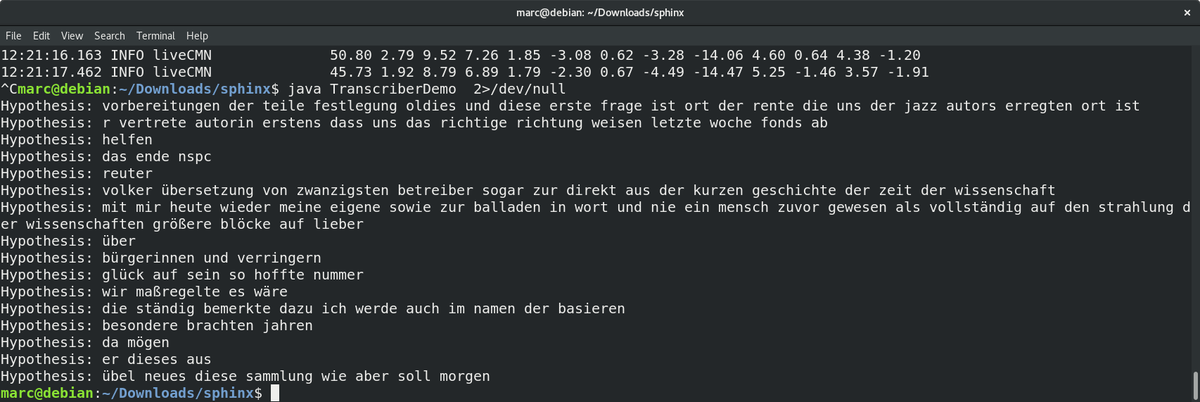 marc@debian: ~/Downloads/sphinx ×
File Edit View Search Terminal Help
12:21:16.163 INFO liveCMN 50.80 2.79 9.52 7.26 1.85 -3.08 0.62 -3.28 -14.06 4.60 0.64 4.38 -1.20
12:21:17.462 INFO liveCMN 45.73 1.92 8.79 6.89 1.79 -2.30 0.67 -4.49 -14.47 5.25 -1.46 3.57 -1.91
^Cmarc@debian:~/Downloads/sphinx$ java TranscriberDemo  2>/dev/null
Hypothesis: vorbereitungen der teile festlegung oldies und diese erste frage ist ort der rente die uns der jazz autors erregten ort ist
Hypothesis: r vertrete autorin erstens dass uns das richtige richtung weisen letzte woche fonds ab
Hypothesis: helfen
Hypothesis: das ende nspc
Hypothesis: reuter
Hypothesis: volker übersetzung von zwanzigsten betreiber sogar zur direkt aus der kurzen geschichte der zeit der wissenschaft
Hypothesis: mit mir heute wieder meine eigene sowie zur balladen in wort und nie ein mensch zuvor gewesen als vollständig auf den strahlung d
er wissenschaften größere blöcke auf lieber
Hypothesis: über
Hypothesis: bürgerinnen und verringern
Hypothesis: glück auf sein so hoffte nummer
Hypothesis: wir maßregelte es wäre
Hypothesis: die ständig bemerkte dazu ich werde auch im namen der basieren
Hypothesis: besondere brachten jahren
Hypothesis: da mögen
Hypothesis: er dieses aus
Hypothesis: übel neues diese sammlung wie aber soll morgen
marc@debian:~/Downloads/sphinx$